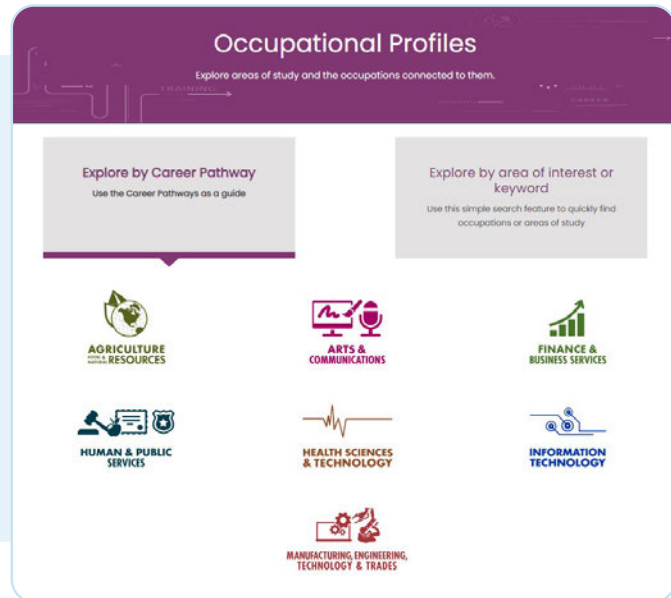 Occupational Profiles
Explore areas of study and the occupations connected to them.
TRAINING
CAREER
Explore by Career Pathway
Use the Career Pathways as a guide
Explore by area of interest or
keyword
Use this simple search feature to quickly find
occupations or areas of study
AGRICULTURE
FOOD &
NATURAL RESOURCES
ARTS &
COMMUNICATIONS
FINANCE &
BUSINESS SERVICES
HUMAN & PUBLIC
SERVICES
HEALTH SCIENCES
& TECHNOLOGY
INFORMATION
TECHNOLOGY
MANUFACTURING, ENGINEERING,
TECHNOLOGY & TRADES